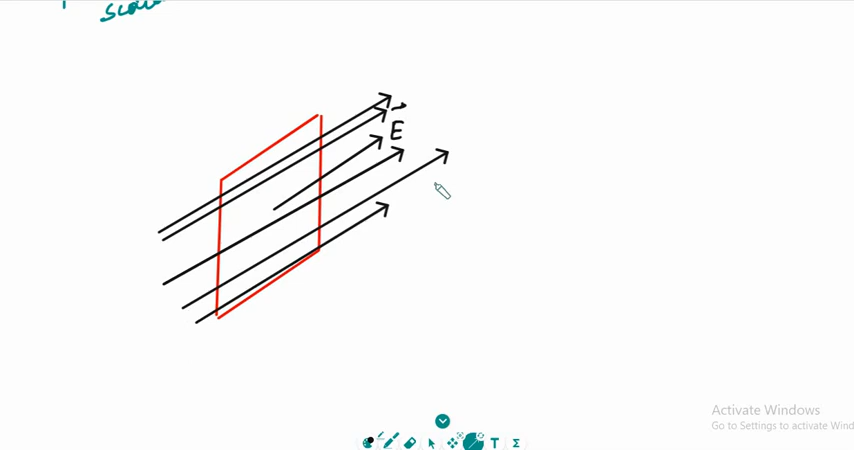 E
T Σ
Activate Windows
Go to Settings to activate Wind